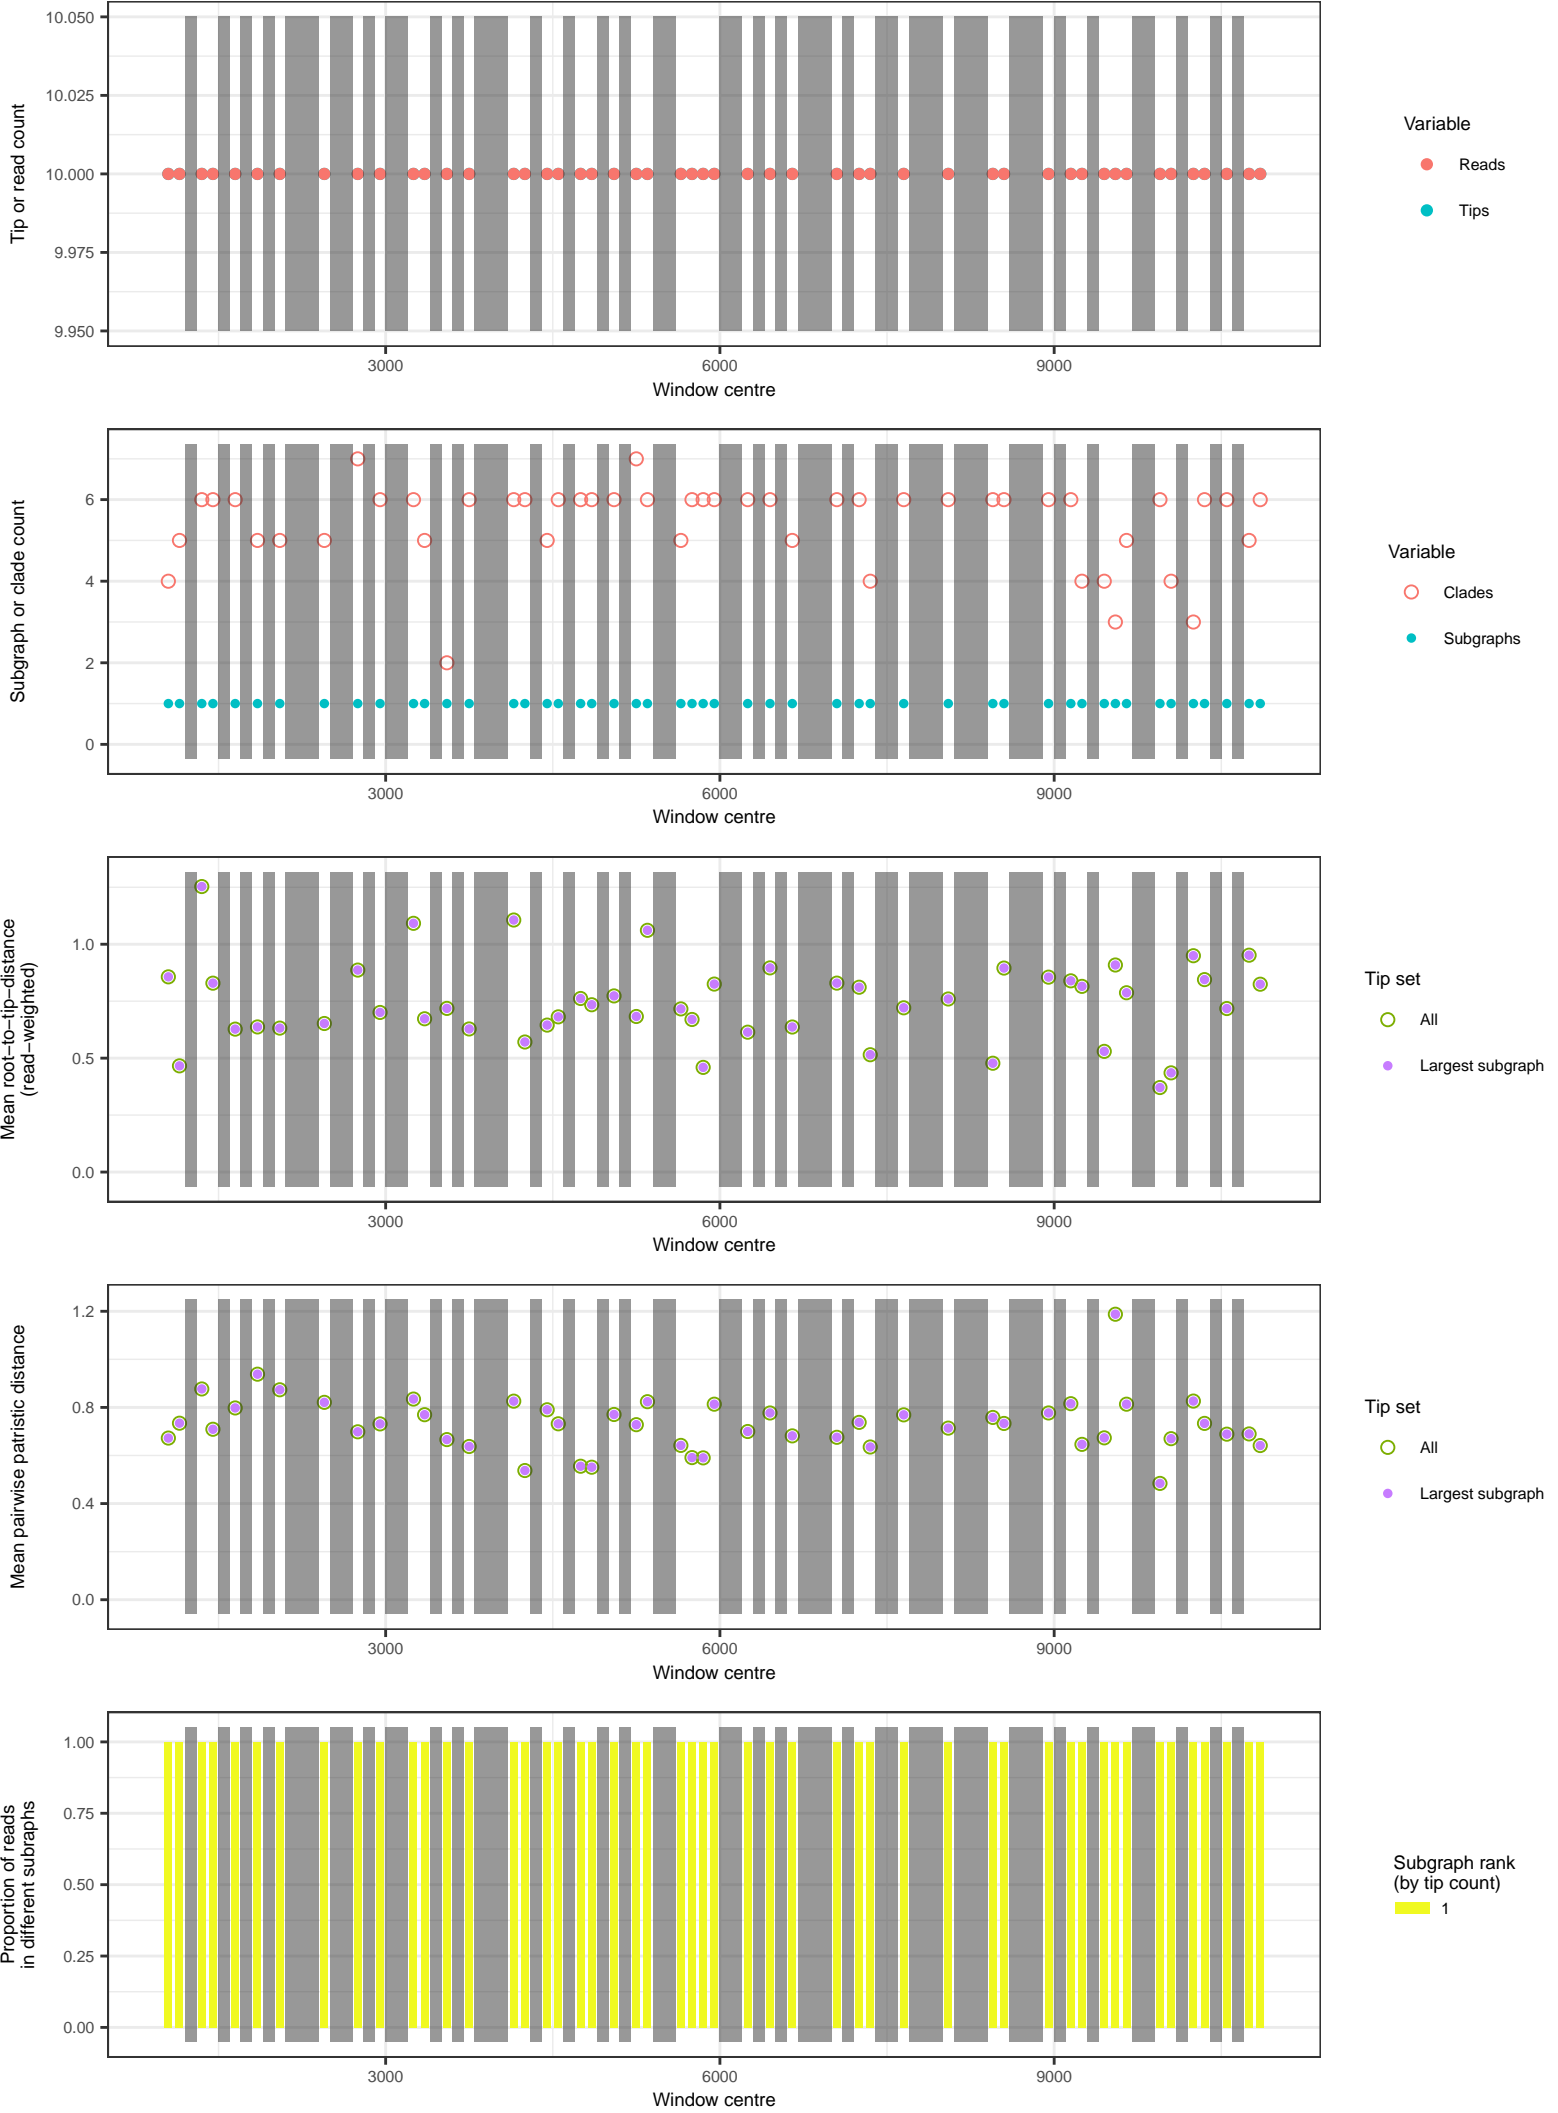 10.050
10.025
10.000
9.975
9.950
Tip or read count
3000
6000
9000
Window centre
Variable
Reads
Tips
6
4
2
0
Subgraph or clade count
3000
6000
9000
Window centre
Variable
Clades
Subgraphs
1.0
0.5
0.0
Mean root−to−tip−distance
(read−weighted)
3000
6000
9000
Window centre
Tip set
All
Largest subgraph
1.2
0.8
0.4
0.0
Mean pairwise patristic distance
3000
6000
9000
Window centre
Tip set
All
Largest subgraph
1.00
0.75
0.50
0.25
0.00
Proportion of reads
in different subraphs
3000
6000
9000
Window centre
Subgraph rank
(by tip count)
1